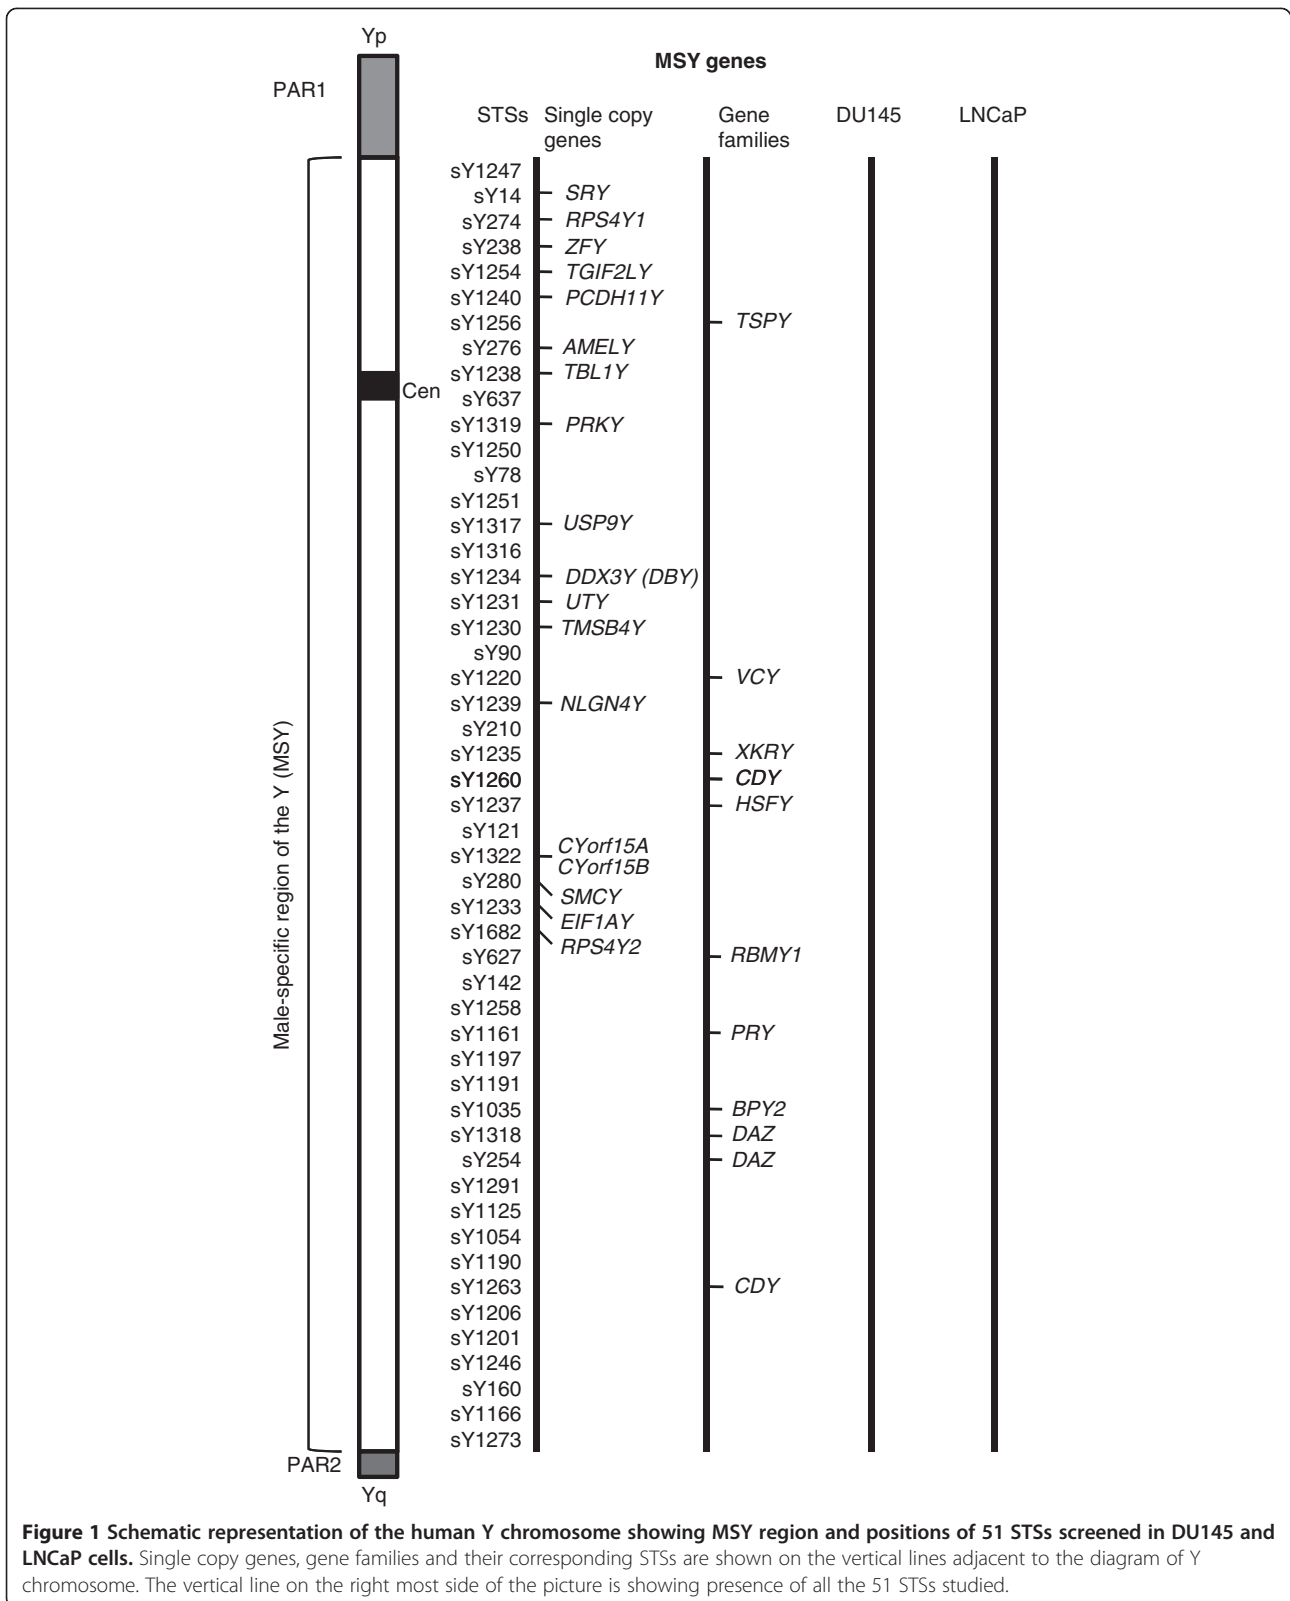 Yp
MSY genes
PAR1
STSs Single copy genes Gene families DU145 LNCaP
sY1247
sY14 SRY
sY274 RPS4Y1
sY238 ZFY
sY1254 TGIF2LY
sY1240 PCDH11Y
sY1256 TSPY
sY276 AMELY
sY1238 TBL1Y
Cen
sY637
sY1319 PRKY
sY1250
sY78
sY1251
sY1317 USP9Y
sY1316
sY1234 DDX3Y (DBY)
sY1231 UTY
sY1230 TMSB4Y
sY90
sY1220 VCY
sY1239 NLGN4Y
sY210
sY1235 XKRY
sY1260 CDY
sY1237 HSFY
sY121
sY1322 CYorf15A
CYorf15B
sY280 SMCY
sY1233 EIF1AY
sY1682 RPS4Y2
sY627 RBMY1
sY142
sY1258
sY1161 PRY
sY1197
sY1191
sY1035 BPY2
sY1318 DAZ
sY254 DAZ
sY1291
sY1125
sY1054
sY1190
sY1263 CDY
sY1206
sY1201
sY1246
sY160
sY1166
sY1273
Male-specific region of the Y (MSY)
PAR2
Yq
Figure 1 Schematic representation of the human Y chromosome showing MSY region and positions of 51 STSs screened in DU145 and
LNCaP cells. Single copy genes, gene families and their corresponding STSs are shown on the vertical lines adjacent to the diagram of Y
chromosome. The vertical line on the right most side of the picture is showing presence of all the 51 STSs studied.